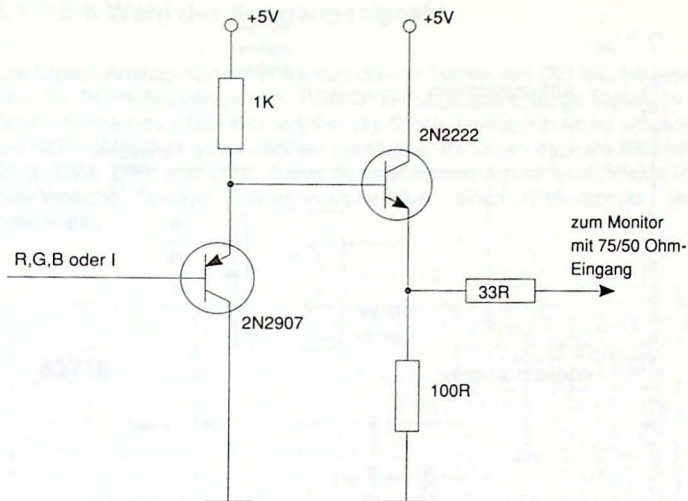 +5V
+5V
1K
2N2222
zum Monitor
mit 75/50 Ohm-
Eingang
R,G,B oder I
33R
2N2907
100R